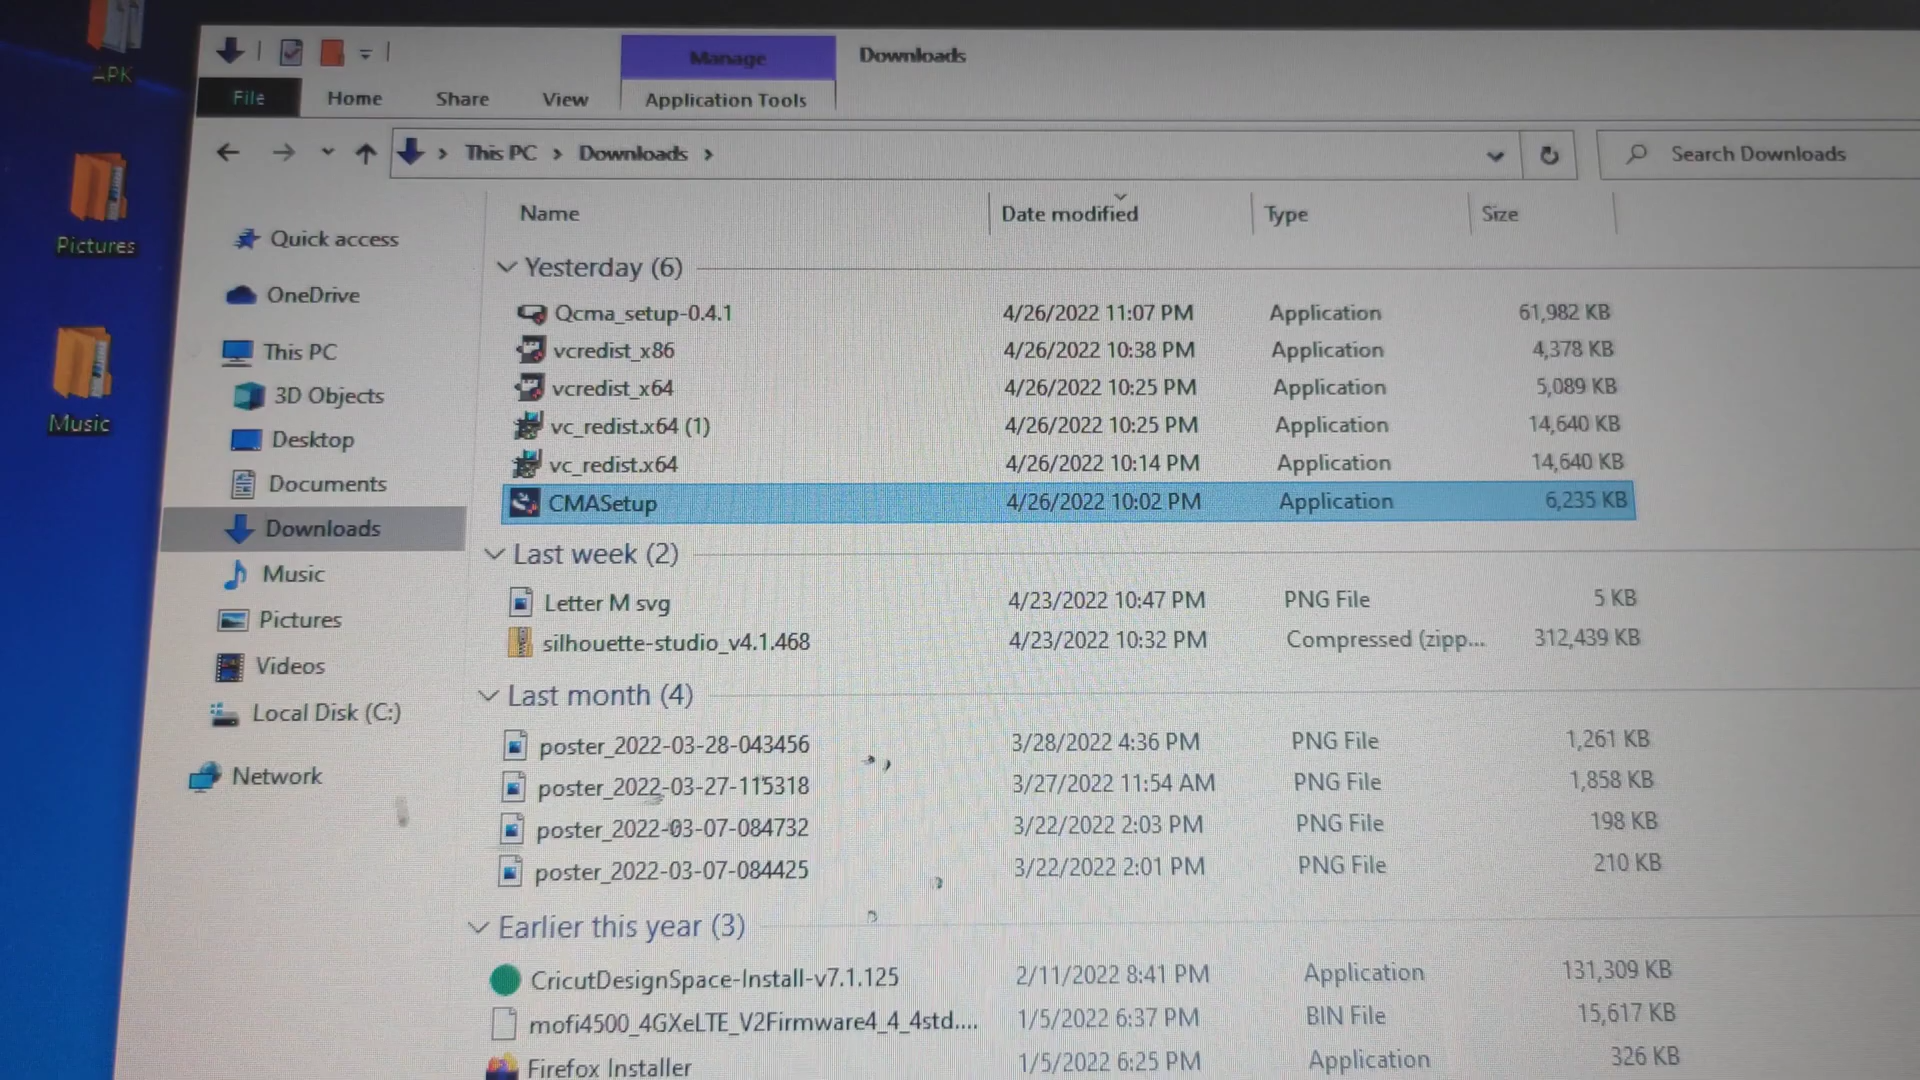 APK
Pictures
Music
Manage
Downloads
File
Home
Share
View
Application Tools
This PC
Downloads
Search Downloads
Name
Date modified
Type
Size
Quick access
OneDrive
This PC
3D Objects
Desktop
Documents
Downloads
Music
Pictures
Videos
Local Disk (C:)
Network
Yesterday (6)
Qcma_setup-0.4.1 4/26/2022 11:07 PM Application 61,982 KB
vcredist_x86 4/26/2022 10:38 PM Application 4,378 KB
vcredist_x64 4/26/2022 10:25 PM Application 5,089 KB
vc_redist.x64 (1) 4/26/2022 10:25 PM Application 14,640 KB
vc_redist.x64 4/26/2022 10:14 PM Application 14,640 KB
CMASetup 4/26/2022 10:02 PM Application 6,235 KB
Last week (2)
Letter M svg 4/23/2022 10:47 PM PNG File 5 KB
silhouette-studio_v4.1.468 4/23/2022 10:32 PM Compressed (zipp... 312,439 KB
Last month (4)
poster_2022-03-28-043456 3/28/2022 4:36 PM PNG File 1,261 KB
poster_2022-03-27-115318 3/27/2022 11:54 AM PNG File 1,858 KB
poster_2022-03-07-084732 3/22/2022 2:03 PM PNG File 198 KB
poster_2022-03-07-084425 3/22/2022 2:01 PM PNG File 210 KB
Earlier this year (3)
CricutDesignSpace-Install-v7.1.125 2/11/2022 8:41 PM Application 131,309 KB
mofi4500_4GXeLTE_V2Firmware4_4_4std.... 1/5/2022 6:37 PM BIN File 15,617 KB
Firefox Installer 1/5/2022 6:25 PM Application 326 KB